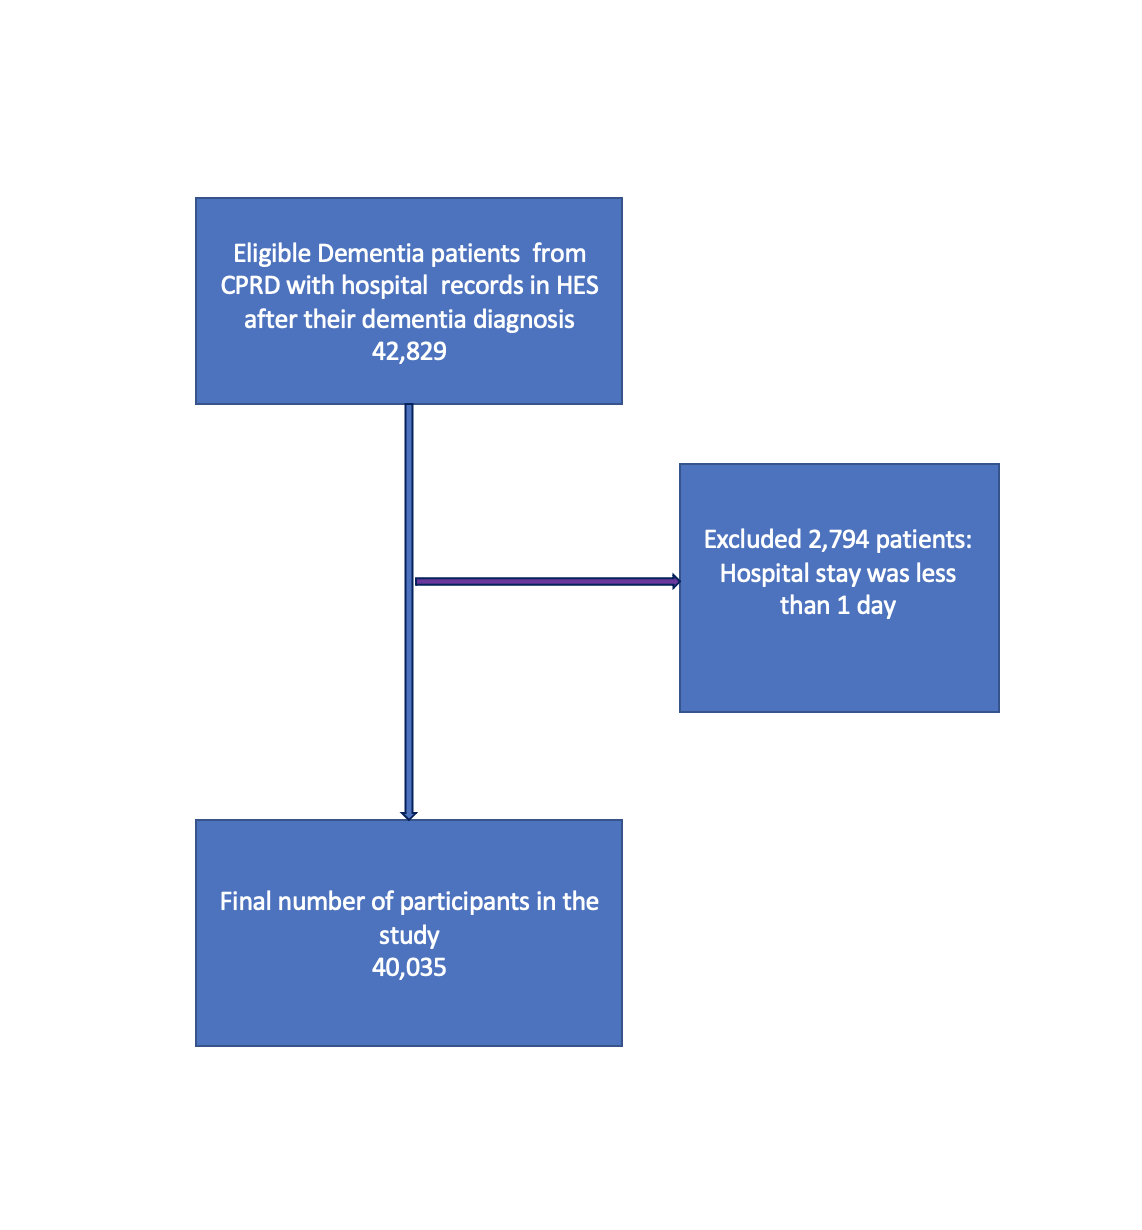 Eligible Dementia patients  from
CPRD with hospital  records in HES
after their dementia diagnosis
42,829
Excluded 2,794 patients:
Hospital stay was less
than 1 day
Final number of participants in the
study
40,035